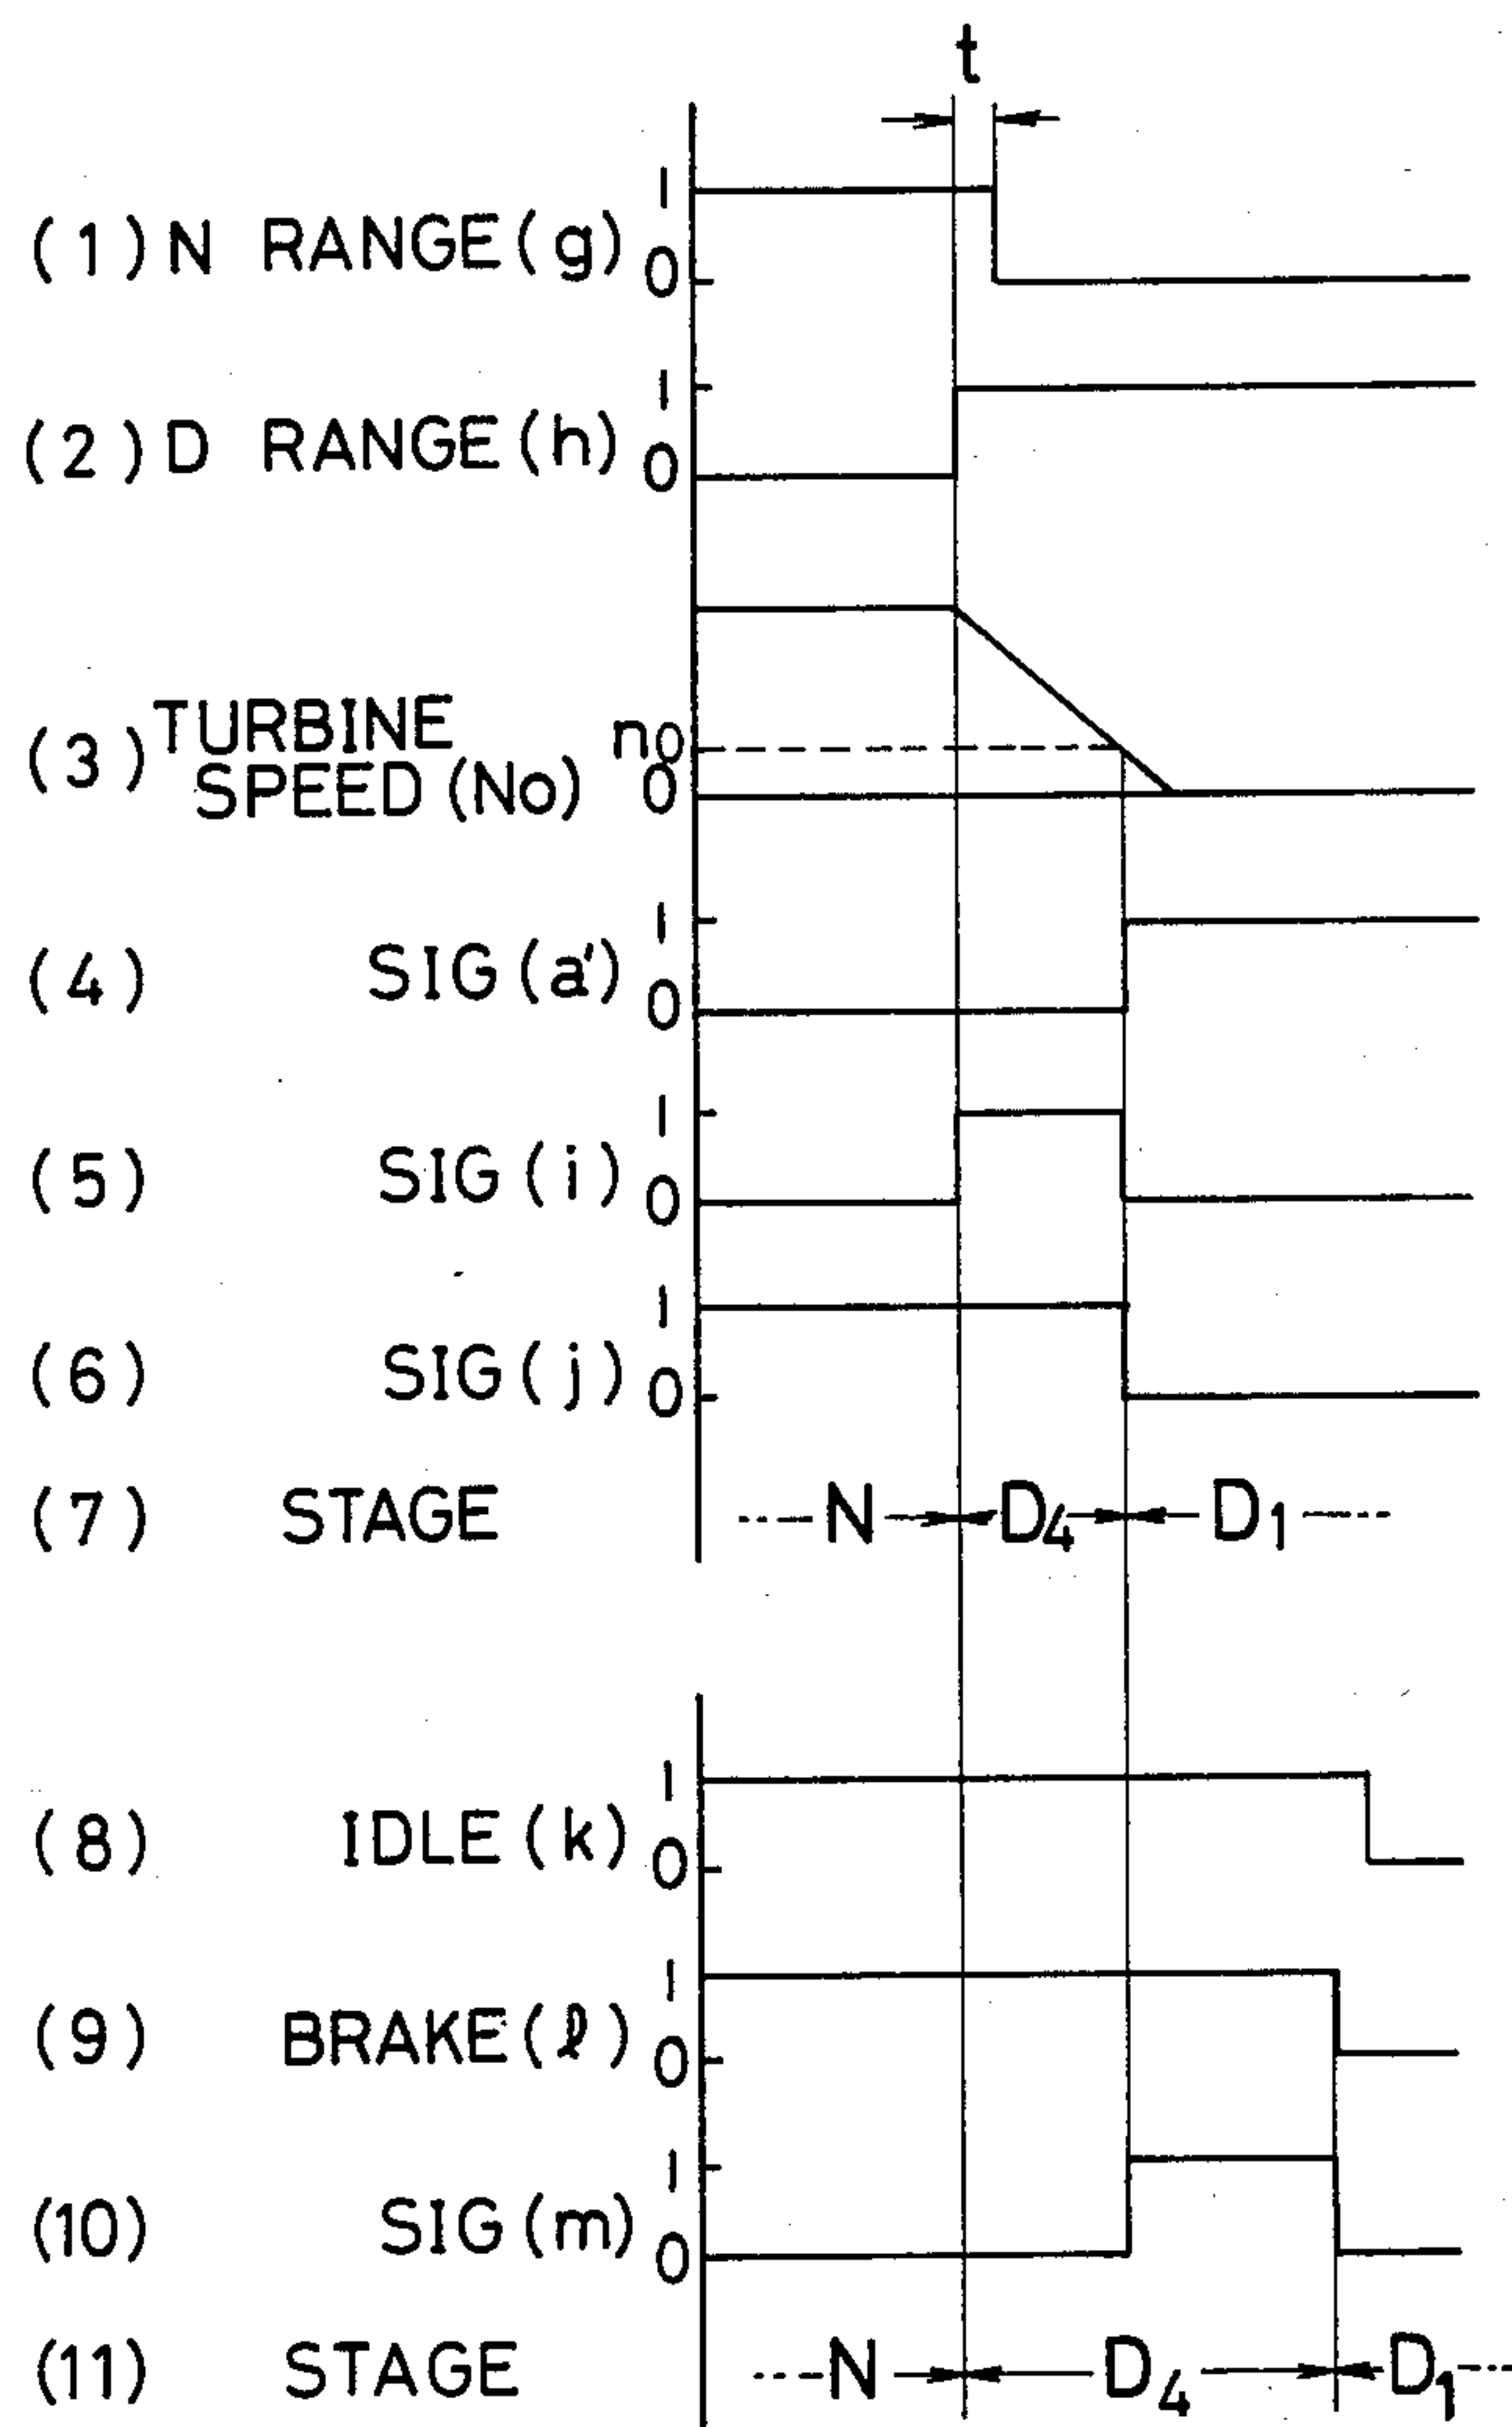 t
1
(1) N RANGE(g) 0
1
(2) D RANGE(h) 0
(3) TURBINE SPEED(No) n0 0
1
(4) SIG(a') 0
1
(5) SIG(i) 0
1
(6) SIG(j) 0
(7) STAGE N D4 D1
1
(8) IDLE(k) 0
1
(9) BRAKE(ℓ) 0
1
(10) SIG(m) 0
(11) STAGE N D4 D1